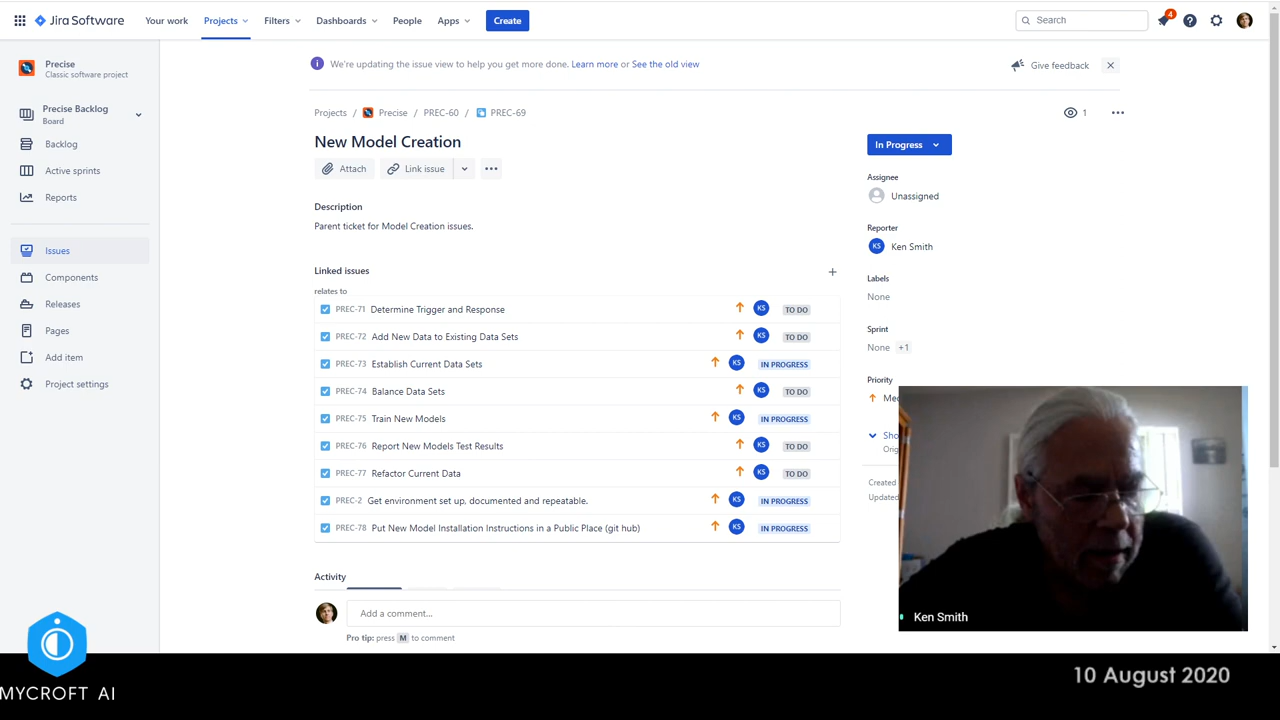 Jira Software
Your work
Projects
Filters
Dashboards
People
Apps
Create
Search
4
Precise
Classic software project
Precise Backlog
Board
Backlog
Active sprints
Reports
Issues
Components
Releases
Pages
Add item
Project settings
We're updating the issue view to help you get more done. Learn more or See the old view
Give feedback
Projects / Precise / PREC-60 / PREC-69
1
New Model Creation
Attach
Link issue
Description
Parent ticket for Model Creation issues.
Linked issues
relates to
PREC-71 Determine Trigger and Response KS TO DO
PREC-72 Add New Data to Existing Data Sets KS TO DO
PREC-73 Establish Current Data Sets KS IN PROGRESS
PREC-74 Balance Data Sets KS TO DO
PREC-75 Train New Models KS IN PROGRESS
PREC-76 Report New Models Test Results KS TO DO
PREC-77 Refactor Current Data KS TO DO
PREC-2 Get environment set up, documented and repeatable. KS IN PROGRESS
PREC-78 Put New Model Installation Instructions in a Public Place (git hub) KS IN PROGRESS
Activity
Add a comment...
Pro tip: press M to comment
In Progress
Assignee
Unassigned
Reporter
KS Ken Smith
Labels
None
Sprint
None +1
Priority
Created
Updated
Ken Smith
MYCROFT AI
10 August 2020